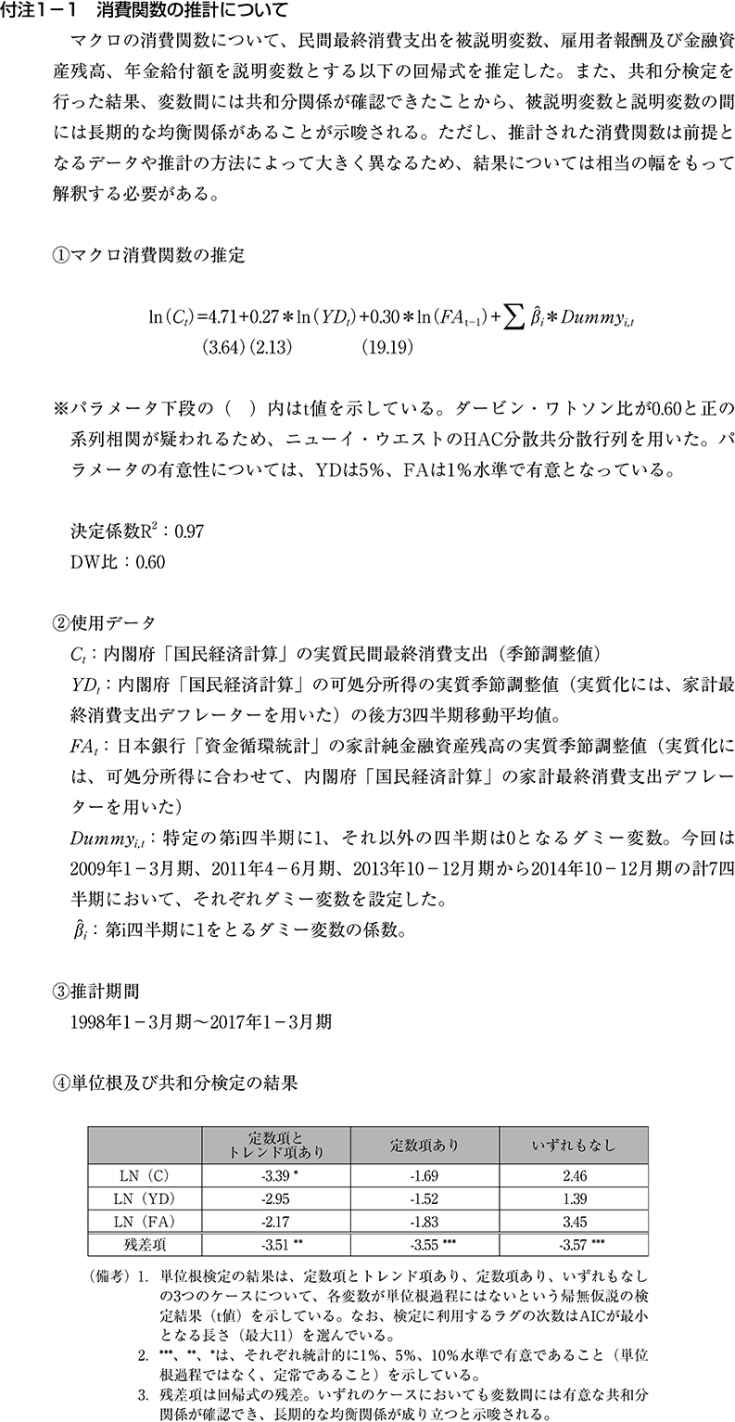 付注1－1　消費関数の推計について
マクロの消費関数について、民間最終消費支出を被説明変数、雇用者報酬及び金融資
産残高、年金給付額を説明変数とする以下の回帰式を推定した。また、共和分検定を
行った結果、変数間には共和分関係が確認できたことから、被説明変数と説明変数の間
には長期的な均衡関係があることが示唆される。ただし、推計された消費関数は前提と
なるデータや推計の方法によって大きく異なるため、結果については相当の幅をもって
解釈する必要がある。
①マクロ消費関数の推定
ln(Cₜ)=4.71+0.27＊ln(YDₜ)+0.30＊ln(FAₜ₋₁)+∑ β̂ᵢ＊Dummyᵢ,ₜ
(3.64)(2.13)　(19.19)
※パラメータ下段の（　）内はt値を示している。ダービン・ワトソン比が0.60と正の
系列相関が疑われるため、ニューイ・ウエストのHAC分散共分散行列を用いた。パ
ラメータの有意性については、YDは5％、FAは1％水準で有意となっている。
決定係数R²：0.97
DW比：0.60
②使用データ
Cₜ：内閣府「国民経済計算」の実質民間最終消費支出（季節調整値）
YDₜ：内閣府「国民経済計算」の可処分所得の実質季節調整値（実質化には、家計最
終消費支出デフレーターを用いた）の後方3四半期移動平均値。
FAₜ：日本銀行「資金循環統計」の家計純金融資産残高の実質季節調整値（実質化に
は、可処分所得に合わせて、内閣府「国民経済計算」の家計最終消費支出デフレー
ターを用いた）
Dummyᵢ,ₜ：特定の第i四半期に1、それ以外の四半期は0となるダミー変数。今回は
2009年1－3月期、2011年4－6月期、2013年10－12月期から2014年10－12月期の計7四
半期において、それぞれダミー変数を設定した。
β̂ᵢ：第i四半期に1をとるダミー変数の係数。
③推計期間
1998年1－3月期～2017年1－3月期
④単位根及び共和分検定の結果
定数項と
トレンド項あり　定数項あり　いずれもなし
LN（C）　-3.39 *　-1.69　2.46
LN（YD）　-2.95　-1.52　1.39
LN（FA）　-2.17　-1.83　3.45
残差項　-3.51 **　-3.55 ***　-3.57 ***
（備考）1. 単位根検定の結果は、定数項とトレンド項あり、定数項あり、いずれもなし
の3つのケースについて、各変数が単位根過程にはないという帰無仮説の検
定結果（t値）を示している。なお、検定に利用するラグの次数はAICが最小
となる長さ（最大11）を選んでいる。
2. ***、**、*は、それぞれ統計的に1％、5％、10％水準で有意であること（単位
根過程ではなく、定常であること）を示している。
3. 残差項は回帰式の残差。いずれのケースにおいても変数間には有意な共和分
関係が確認でき、長期的な均衡関係が成り立つと示唆される。